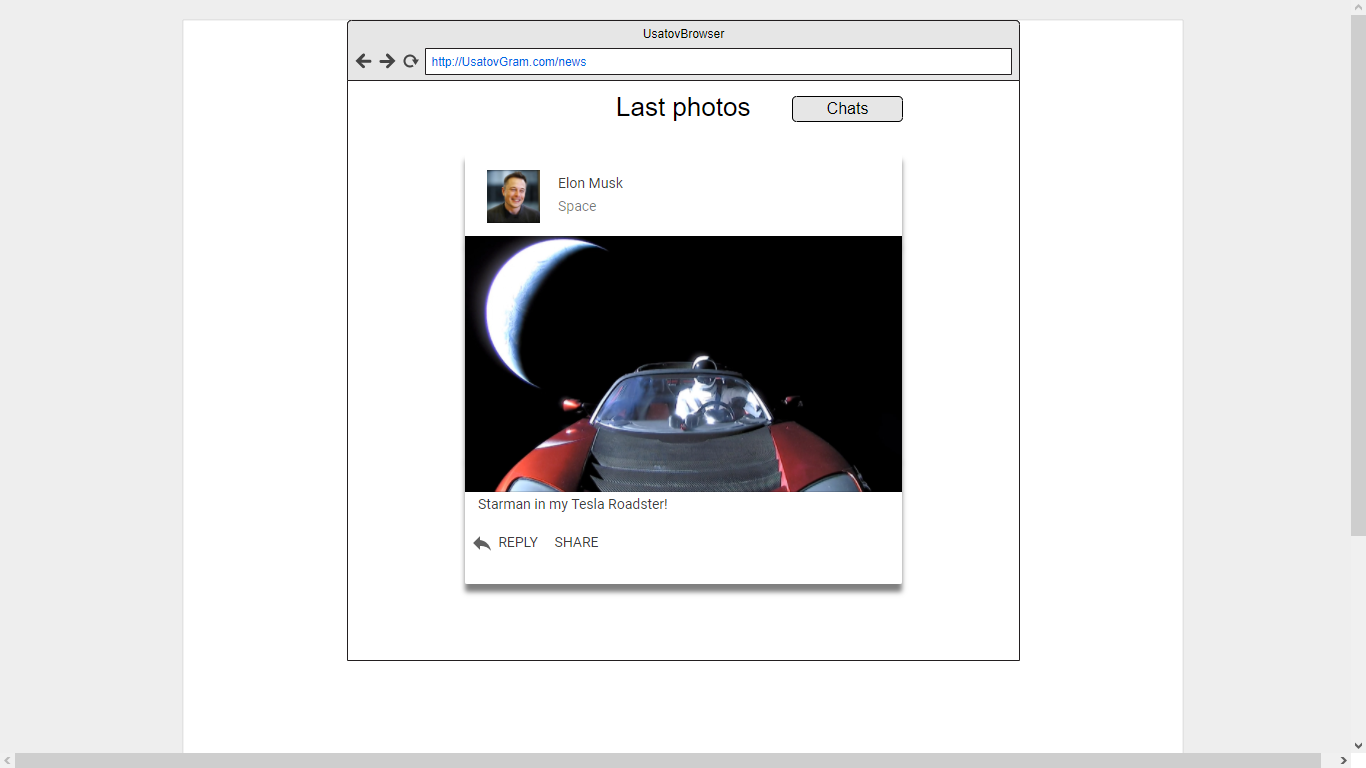 UsatovBrowser
http://UsatovGram.com/news
Last photos
Chats
Elon Musk
Space
Starman in my Tesla Roadster!
REPLY SHARE